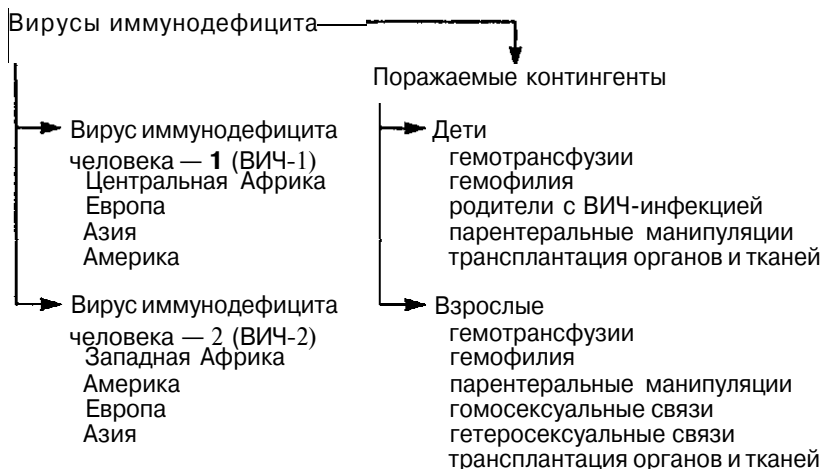 Вирусы иммунодефицита
Поражаемые контингенты
Вирус иммунодефицита
человека — 1 (ВИЧ-1)
Центральная Африка
Европа
Азия
Америка
Вирус иммунодефицита
человека — 2 (ВИЧ-2)
Западная Африка
Америка
Европа
Азия
Дети
гемотрансфузии
гемофилия
родители с ВИЧ-инфекцией
парентеральные манипуляции
трансплантация органов и тканей
Взрослые
гемотрансфузии
гемофилия
парентеральные манипуляции
гомосексуальные связи
гетеросексуальные связи
трансплантация органов и тканей